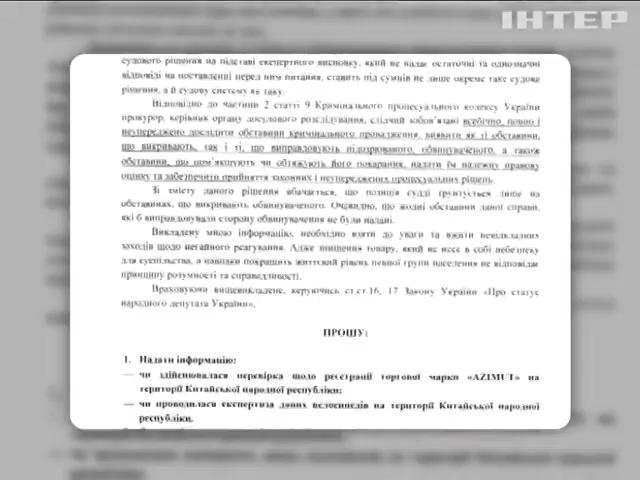 ІНТЕР
судового рішення на підставі експертного висновку, який не надає остаточні та однозначні
відповіді на поставленні перед ним питання, ставить під сумнів не лише окреме таке судове
рішення, а й судову систему як таку.
Відповідно до частини 2 статті 9 Кримінального процесуального кодексу України
прокурор, керівник органу досудового розслідування, слідчий зобов'язані всебічно, повно і
неупереджено дослідити обставини кримінального провадження, виявити як ті обставини,
що викривають, так і ті, що виправдовують підозрюваного, обвинуваченого, а також
обставини, що пом'якшують чи обтяжують його покарання, надати їм належну правову
оцінку та забезпечити прийняття законних і неупереджених процесуальних рішень.
Зі змісту даного рішення вбачається, що позиція судді ґрунтується лише на
обставинах, що викривають обвинуваченого. Очевидно, що жодні обставини даної справи,
які б виправдовували сторону обвинувачення не були надані.
Викладену мною інформацію, необхідно взяти до уваги та вжити невідкладних
заходів щодо негайного реагування. Адже знищення товару, який не несе в собі небезпеку
для суспільства, а навпаки покращить життєвий рівень певної групи населення не відповідає
принципу розумності та справедливості.
Враховуючи вищевикладене, керуючись ст.ст.16, 17 Закону України «Про статус
народного депутата України»,
ПРОШУ:
1. Надати інформацію:
— чи здійснювалася перевірка щодо реєстрації торгової марки «AZIMUT» на
території Китайської народної республіки;
— чи проводилася експертиза даних велосипедів на території Китайської народної
республіки.